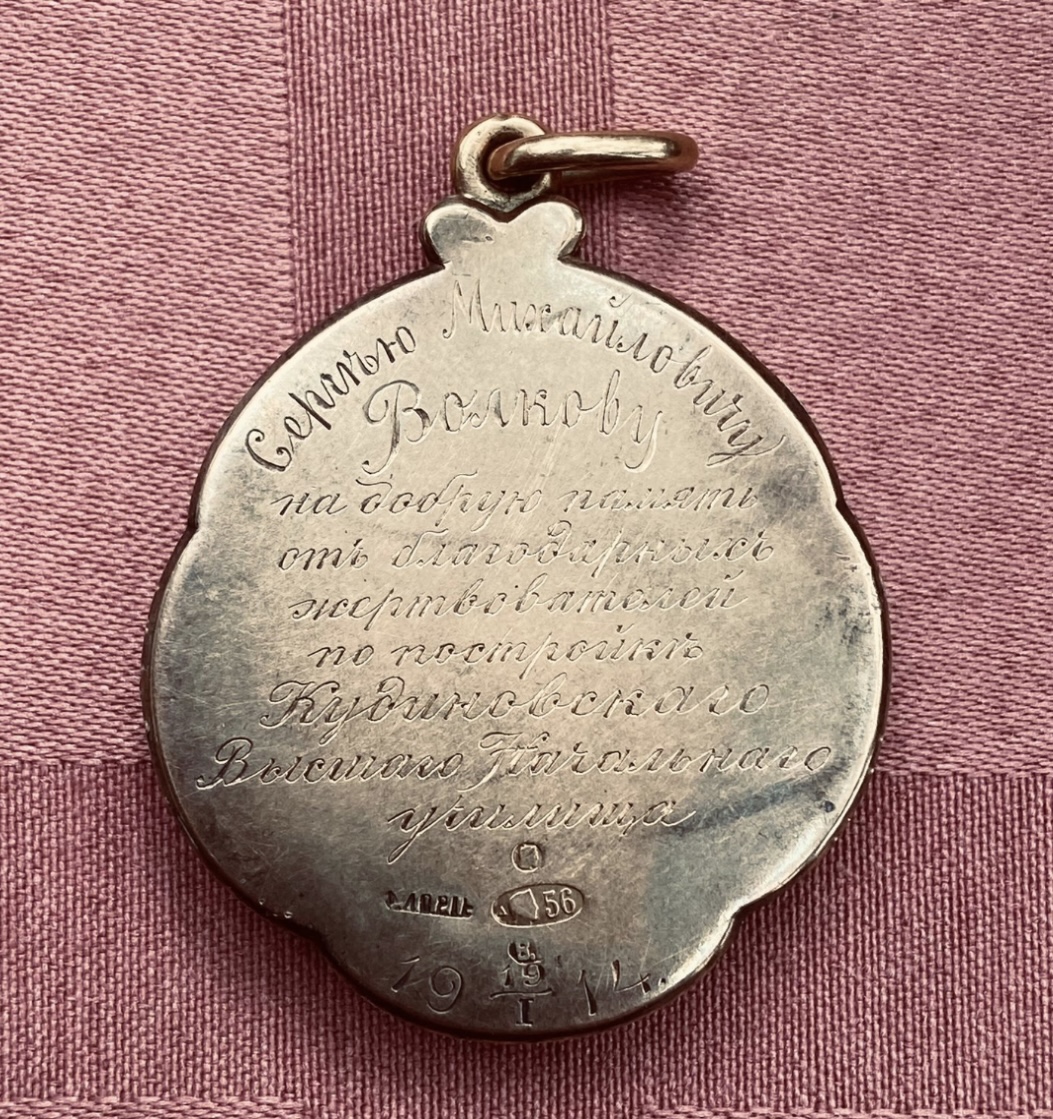 Сергѣю Михайловичу
Волкову
на добрую память
отъ благодарныхъ
жертвователей
по постройкѣ
Кудиновскаго
Высшаго Начальнаго
училища
56
19 19/I 14.